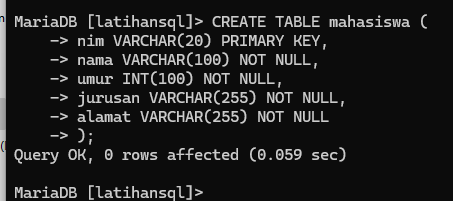 MariaDB [latihansql]> CREATE TABLE mahasiswa (
    -> nim VARCHAR(20) PRIMARY KEY,
    -> nama VARCHAR(100) NOT NULL,
    -> umur INT(100) NOT NULL,
    -> jurusan VARCHAR(255) NOT NULL,
    -> alamat VARCHAR(255) NOT NULL
    -> );
Query OK, 0 rows affected (0.059 sec)

MariaDB [latihansql]>